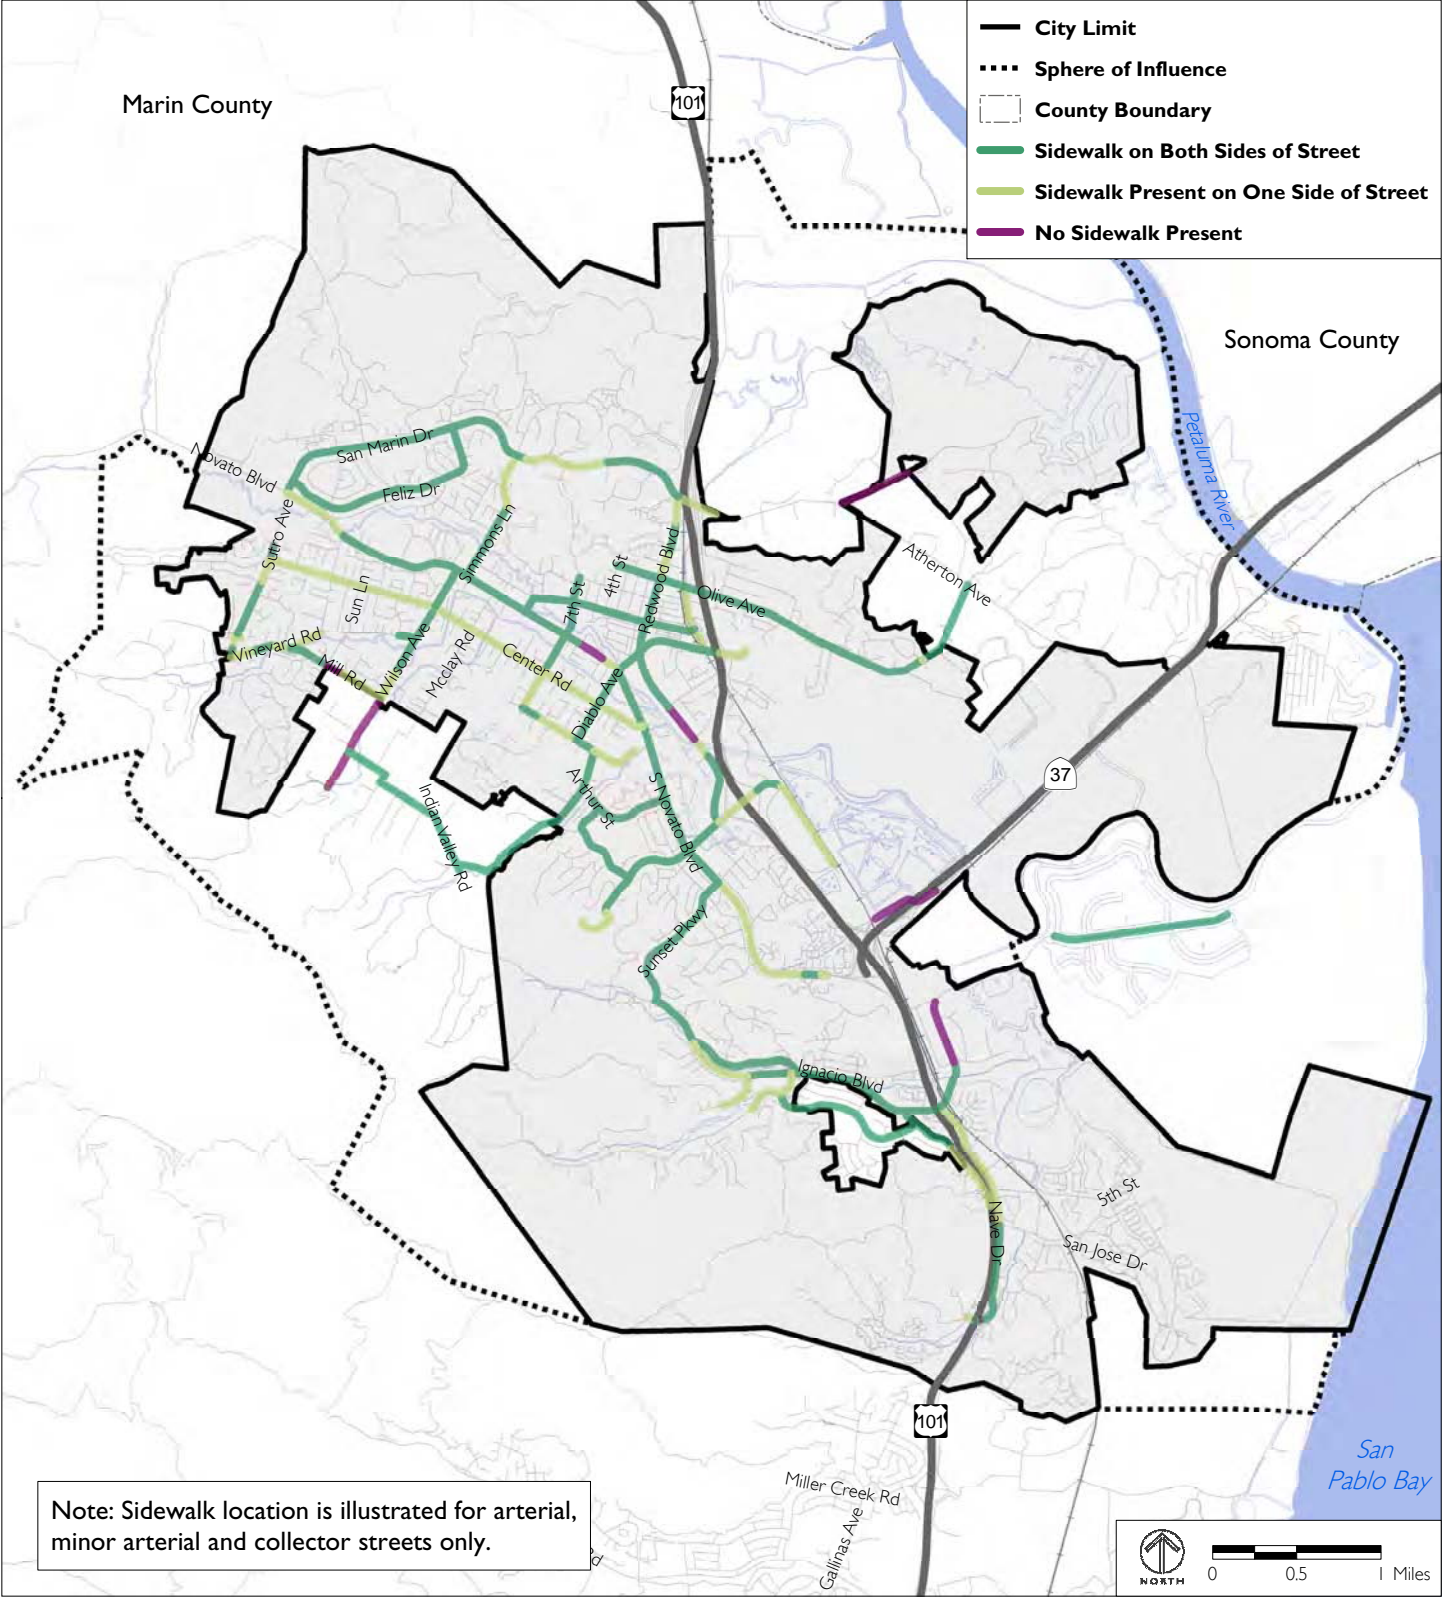 City Limit
Sphere of Influence
County Boundary
Sidewalk on Both Sides of Street
Sidewalk Present on One Side of Street
No Sidewalk Present
Marin County
101
Sonoma County
Petaluma River
San Marin Dr
Novato Blvd
Feliz Dr
Sutro Ave
Simmons Ln
Redwood Blvd
4th St
7th St
Olive Ave
Atherton Ave
Sun Ln
Vineyard Rd
Mill Rd
Wilson Ave
Mcclay Rd
Center Rd
Diablo Ave
37
Arthur St
S Novato Blvd
Indian Valley Rd
Sunset Pkwy
Ignacio Blvd
5th St
Nave Dr
San Jose Dr
101
San
Pablo Bay
Miller Creek Rd
Gallinas Ave
Note: Sidewalk location is illustrated for arterial,
minor arterial and collector streets only.
Rd
NORTH
0 0.5 1 Miles